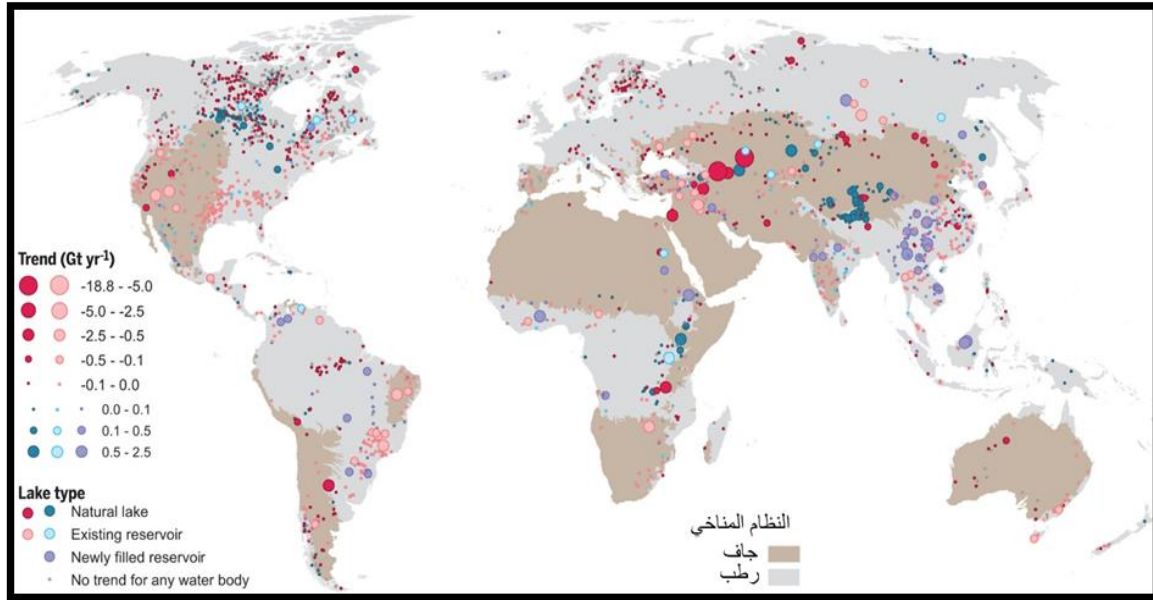 Trend (Gt yr-1)
-18.8 - -5.0
-5.0 - -2.5
-2.5 - -0.5
-0.5 - -0.1
-0.1 - 0.0
0.0 - 0.1
0.1 - 0.5
0.5 - 2.5
Lake type
Natural lake
Existing reservoir
Newly filled reservoir
No trend for any water body
النظام المناخي
جاف
رطب